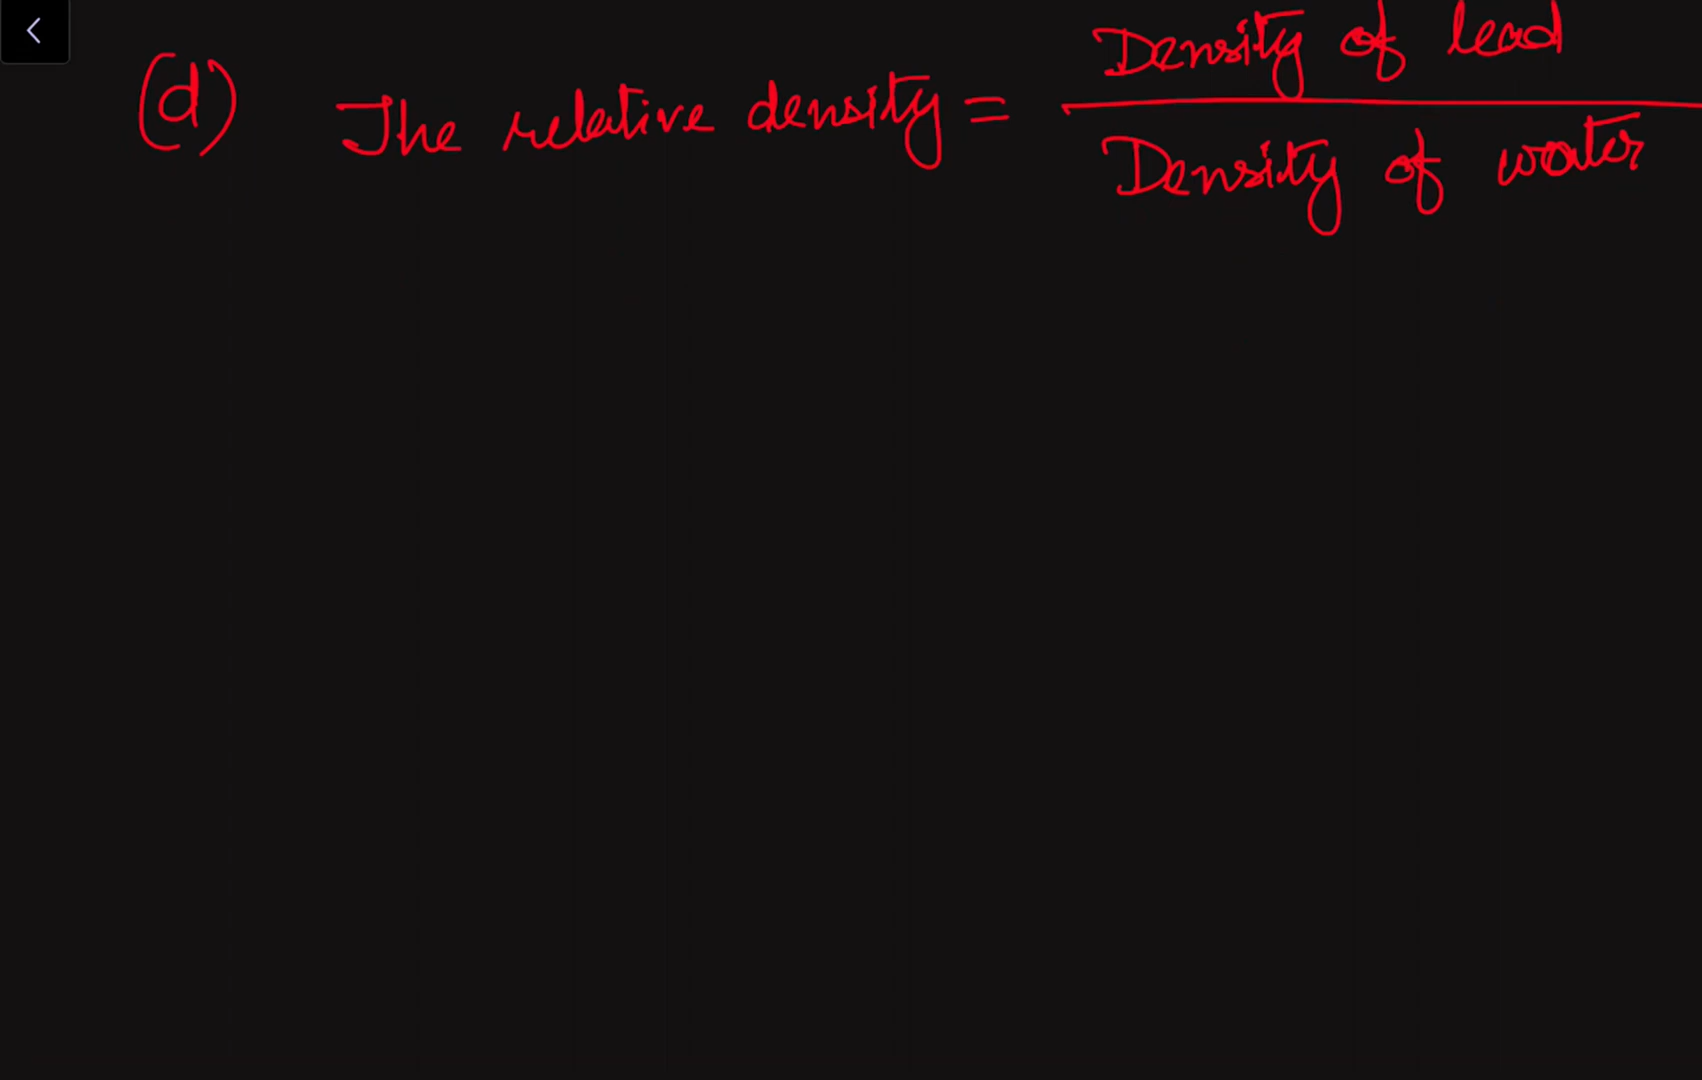 (d) The relative density = Density of lead
Density of water